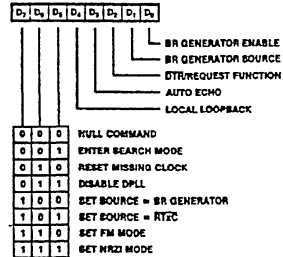 D₇ D₆ D₅ D₄ D₃ D₂ D₁ D₀
BR GENERATOR ENABLE
BR GENERATOR SOURCE
DTR/REQUEST FUNCTION
AUTO ECHO
LOCAL LOOPBACK
0 0 0 NULL COMMAND
0 0 1 ENTER SEARCH MODE
0 1 0 RESET MISSING CLOCK
0 1 1 DISABLE DPLL
1 0 0 SET SOURCE = BR GENERATOR
1 0 1 SET SOURCE = RTxC
1 1 0 SET FM MODE
1 1 1 SET NRZI MODE